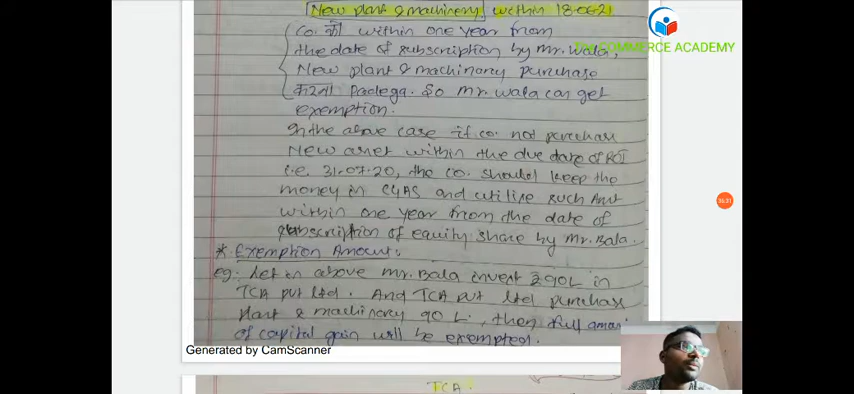 New plant & machinery within 18.06.21
Co. को within one year from
the date of subscription by Mr. Wala,
New plant & machinary purchase
करना Padega. So Mr. Wala can get
exemption.
In the above case if co. not purchase
New asset within the due date of ROI
i.e. 31.07.20, the co. should keep the
money in CGAS and utilise such Amt
within one year from the date of
subscription of equity share by Mr. Bala.
* Exemption Amount:
eg: Let in above Mr. Bala invest ₹90L in
TCA Pvt Ltd. And TCA Pvt Ltd purchase
plant & machinary 90 L., then full
of capital gain will be exempted.
Generated by CamScanner
TCA
THE COMMERCE ACADEMY